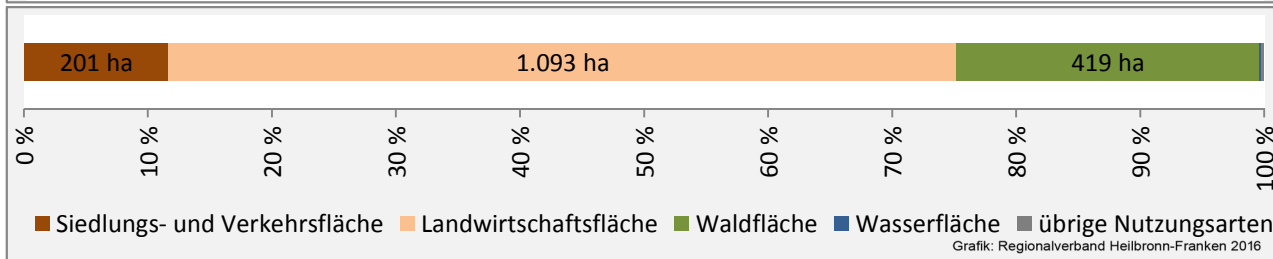 201 ha 1.093 ha 419 ha
0 % 10 % 20 % 30 % 40 % 50 % 60 % 70 % 80 % 90 % 100 %
Siedlungs- und Verkehrsfläche Landwirtschaftsfläche Waldfläche Wasserfläche übrige Nutzungsarten
Grafik: Regionalverband Heilbronn-Franken 2016